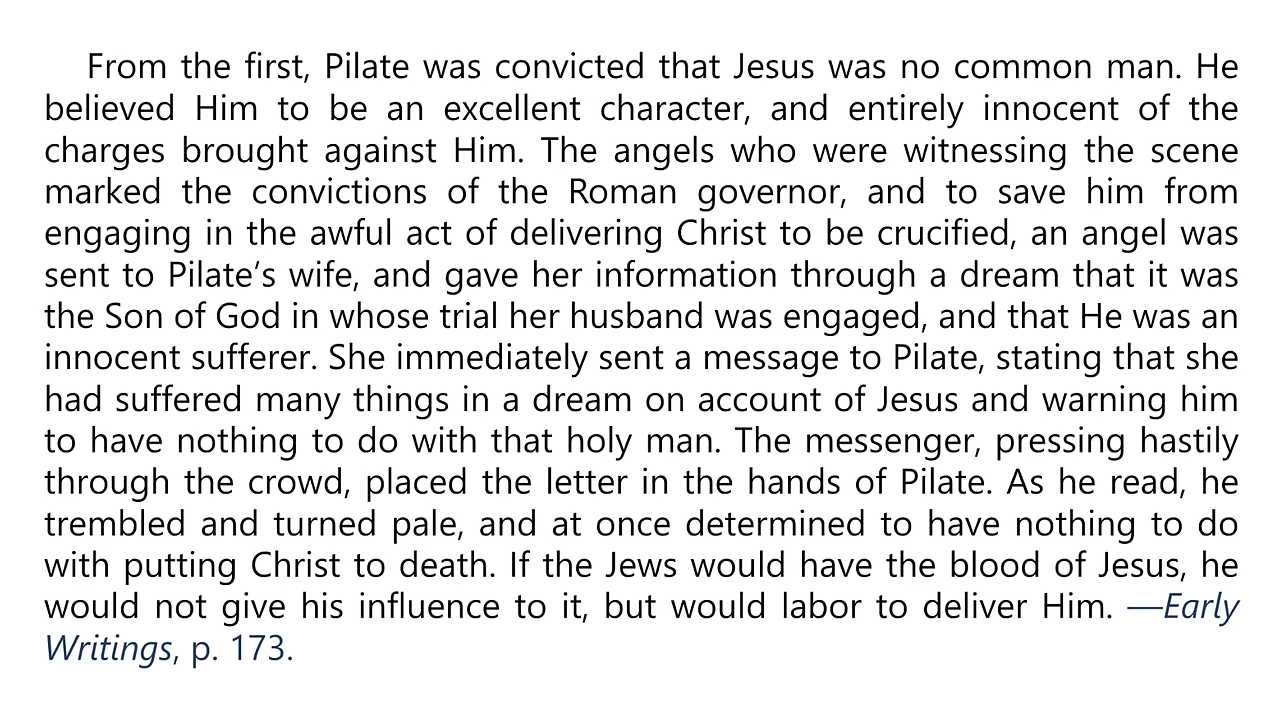 From the first, Pilate was convicted that Jesus was no common man. He
believed Him to be an excellent character, and entirely innocent of the
charges brought against Him. The angels who were witnessing the scene
marked the convictions of the Roman governor, and to save him from
engaging in the awful act of delivering Christ to be crucified, an angel was
sent to Pilate’s wife, and gave her information through a dream that it was
the Son of God in whose trial her husband was engaged, and that He was an
innocent sufferer. She immediately sent a message to Pilate, stating that she
had suffered many things in a dream on account of Jesus and warning him
to have nothing to do with that holy man. The messenger, pressing hastily
through the crowd, placed the letter in the hands of Pilate. As he read, he
trembled and turned pale, and at once determined to have nothing to do
with putting Christ to death. If the Jews would have the blood of Jesus, he
would not give his influence to it, but would labor to deliver Him. —Early
Writings, p. 173.